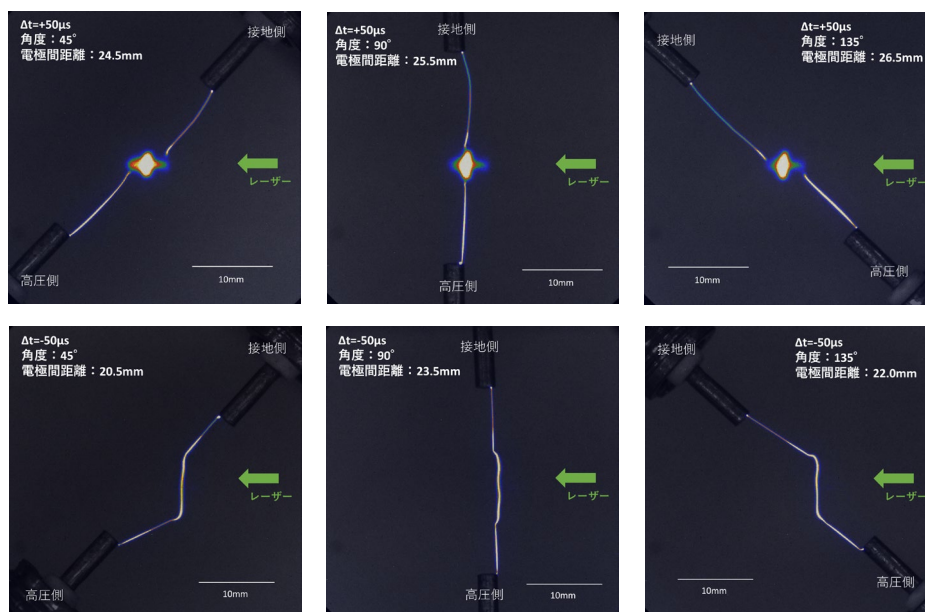 Δt=+50μs
角度：45°
電極間距離：24.5mm
接地側
レーザー
10mm
高圧側
Δt=+50μs
角度：90°
電極間距離：25.5mm
接地側
レーザー
10mm
高圧側
Δt=+50μs
角度：135°
電極間距離：26.5mm
接地側
レーザー
10mm
高圧側
Δt=-50μs
角度：45°
電極間距離：20.5mm
接地側
レーザー
10mm
高圧側
Δt=-50μs
角度：90°
電極間距離：23.5mm
接地側
レーザー
10mm
高圧側
Δt=-50μs
角度：135°
電極間距離：22.0mm
接地側
レーザー
10mm
高圧側